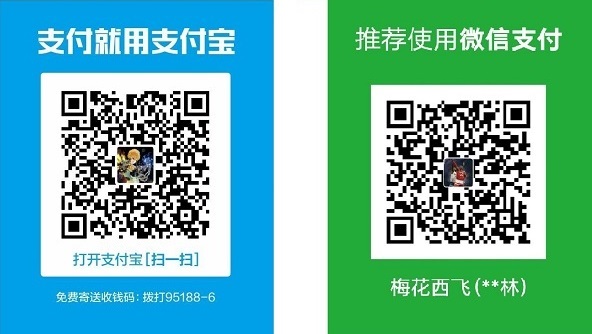 支付就用支付宝
打开支付宝[扫一扫]
免费寄送收钱码：拨打95188-6
推荐使用微信支付
梅花西飞(**林)